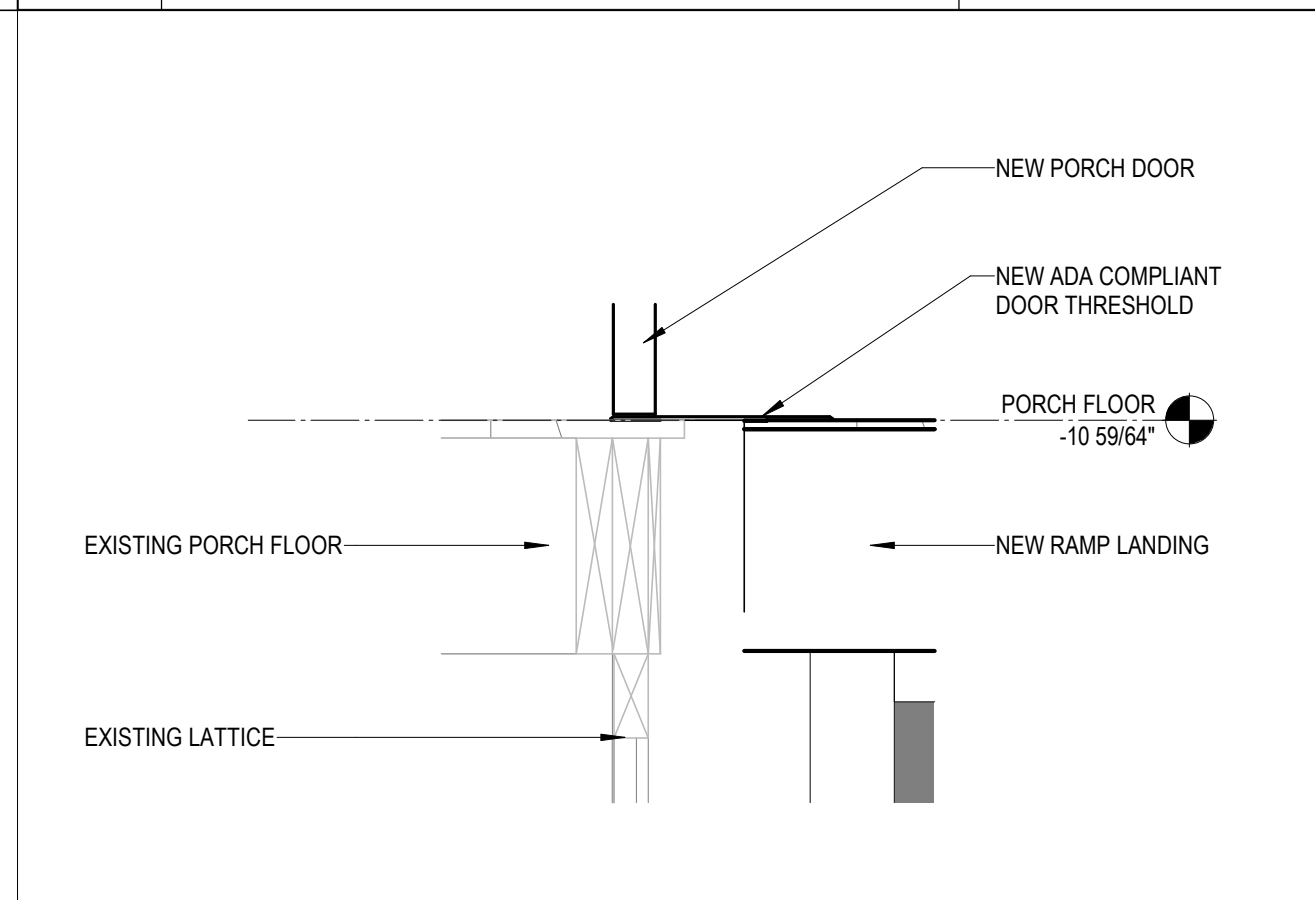 NEW PORCH DOOR
NEW ADA COMPLIANT
DOOR THRESHOLD
PORCH FLOOR
-10 59/64"
EXISTING PORCH FLOOR
NEW RAMP LANDING
EXISTING LATTICE